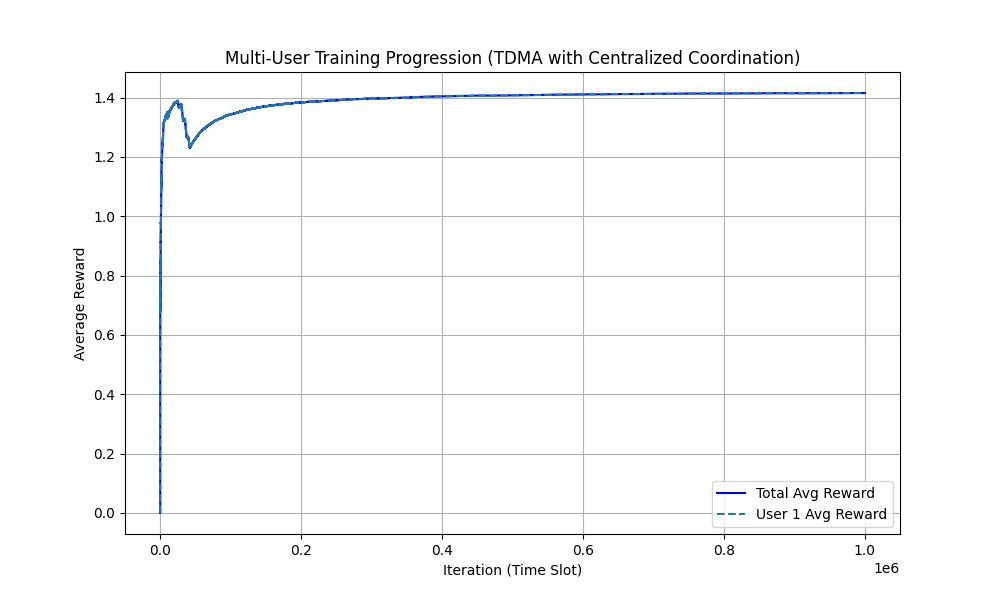 Multi-User Training Progression (TDMA with Centralized Coordination)
Average Reward
1.4
1.2
1.0
0.8
0.6
0.4
0.2
0.0
Total Avg Reward
User 1 Avg Reward
0.0 0.2 0.4 0.6 0.8 1.0
1e6
Iteration (Time Slot)